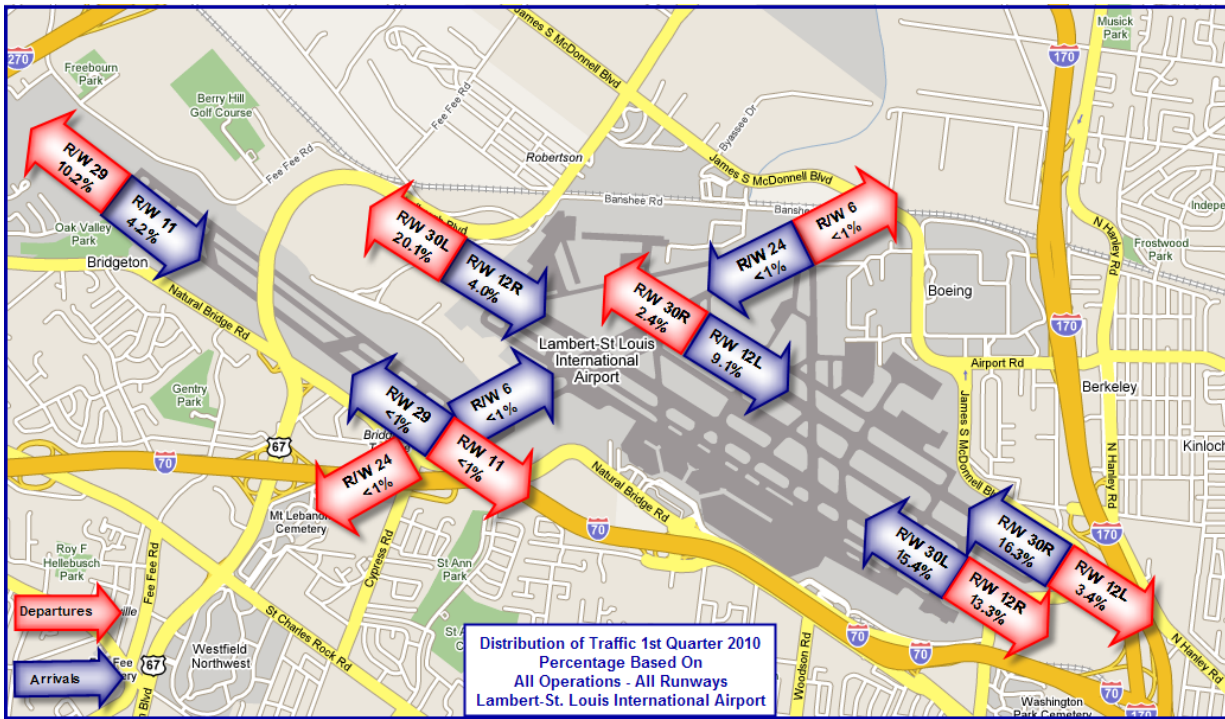 270
Freebourn
Park
Berry Hill
Golf Course
Fee Fee Rd
Fee Fee Rd
James S McDonnell Blvd
Byassee Dr
170
Musick
Park
170
Robertson
James S McDonnell Blvd
Banshee Rd
N Hanley Rd
Frostwood
Park
R/W 29
10.2%
R/W 11
4.2%
Oak Valley
Park
Bridgeton
R/W 30L
20.1%
R/W 12R
4.0%
R/W 6
<1%
R/W 24
<1%
R/W 30R
2.4%
R/W 12L
9.1%
Boeing
170
170
Natural Bridge Rd
Lambert-St Louis
International
Airport
Airport Rd
Berkeley
Gentry
Park
R/W 29
<1%
R/W 6
<1%
R/W 24
<1%
R/W 11
<1%
James S McDonnell Blvd
N Hanley Rd
Kinloch
67
70
70
Natural Bridge Rd
70
Mt Lebanon
Cemetery
R/W 30L
15.4%
R/W 12R
13.3%
R/W 30R
16.3%
R/W 12L
3.4%
170
Roy F
Hellebusch
Park
Fee Fee Rd
Cypress Rd
St Ann
Park
Departures
St Charles Rock Rd
N Hanley Rd
Westfield
Northwest
67
Arrivals
70
70
70
Woodson Rd
Washington
Park Cemetery
Distribution of Traffic 1st Quarter 2010
Percentage Based On
All Operations - All Runways
Lambert-St. Louis International Airport